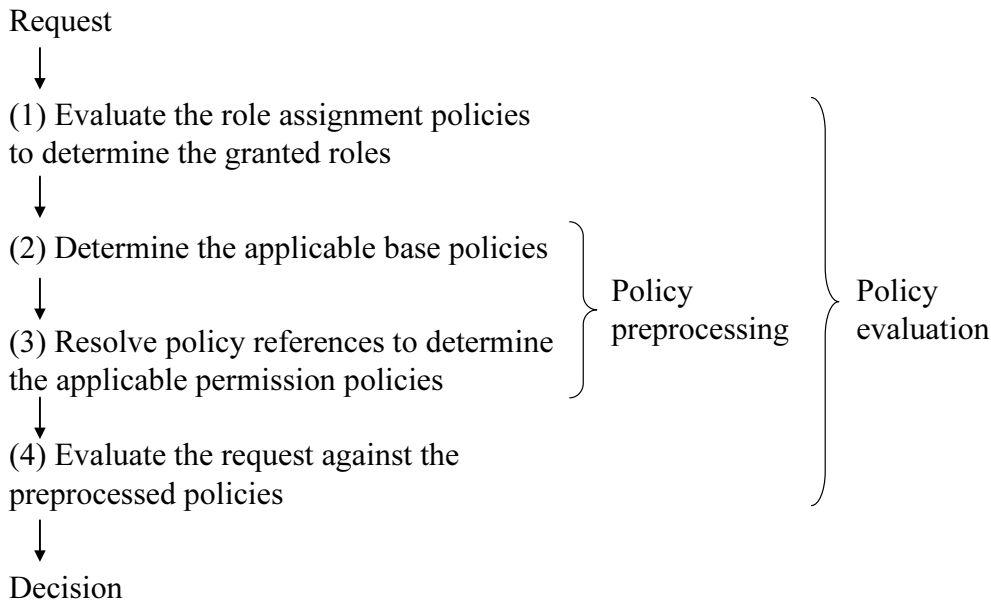 Request
(1) Evaluate the role assignment policies
to determine the granted roles
(2) Determine the applicable base policies
(3) Resolve policy references to determine
the applicable permission policies
Policy
preprocessing
(4) Evaluate the request against the
preprocessed policies
Policy
evaluation
Decision